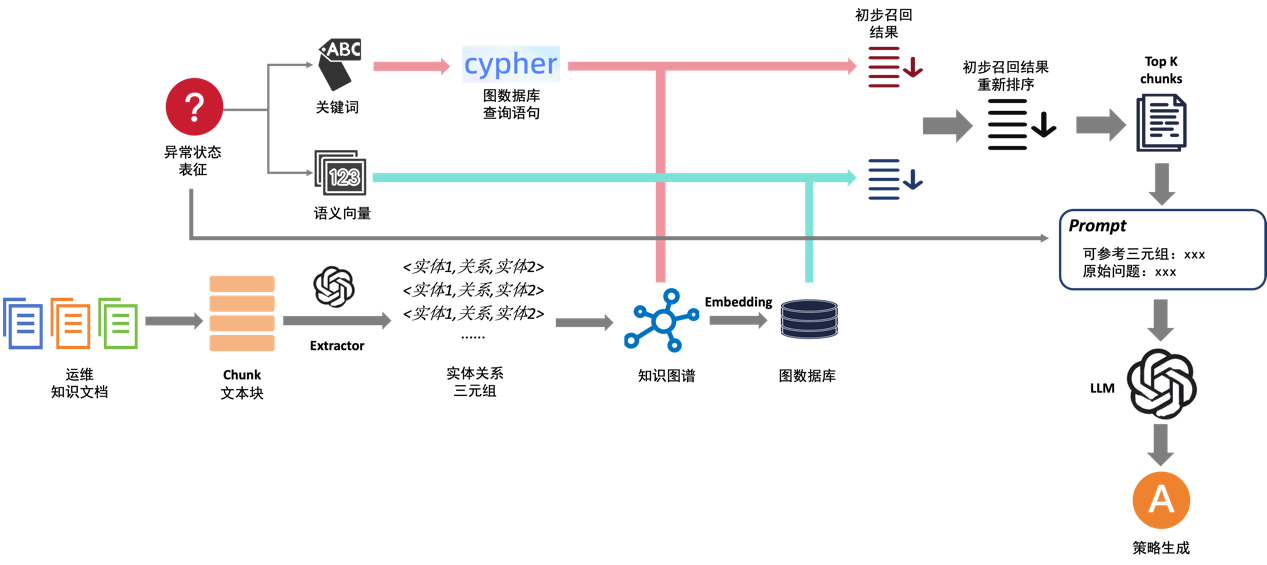 初步召回
结果
ABC
cypher
关键词
图数据库
查询语句
初步召回结果
重新排序
Top K
chunks
?
异常状态
表征
123
语义向量
Prompt
可参考三元组：xxx
原始问题：xxx
<实体1,关系,实体2>
<实体1,关系,实体2>
<实体1,关系,实体2>
......
Extractor
Embedding
运维
知识文档
Chunk
文本块
实体关系
三元组
知识图谱
图数据库
LLM
A
策略生成